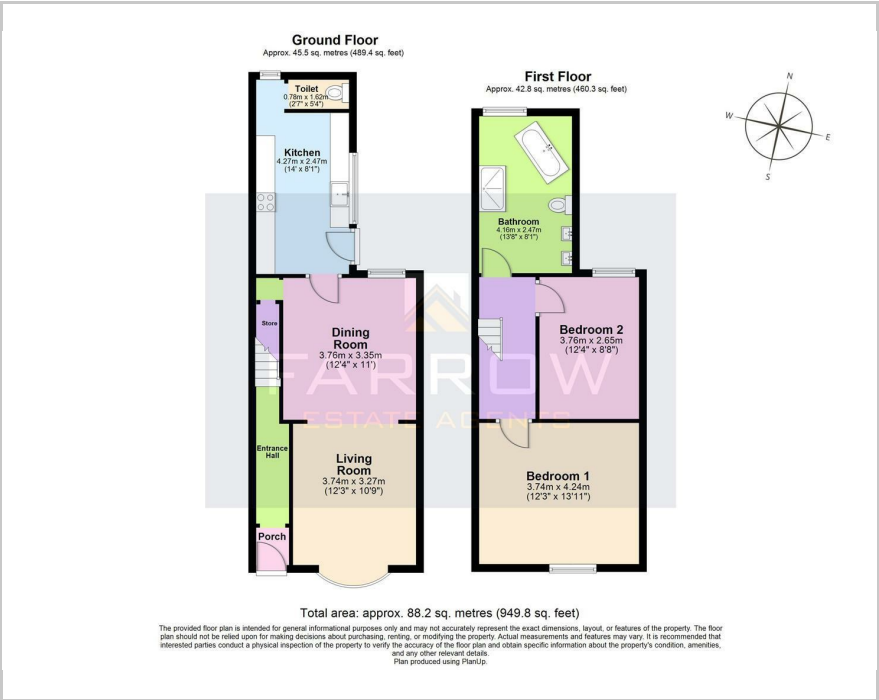 Ground Floor
Approx. 45.5 sq. metres (489.4 sq. feet)
Toilet
0.78m x 1.62m
(2'7" x 5'4")
Kitchen
4.27m x 2.47m
(14' x 8'1")
Store
Dining
Room
3.76m x 3.35m
(12'4" x 11')
Entrance
Hall
Living
Room
3.74m x 3.27m
(12'3" x 10'9")
Porch
First Floor
Approx. 42.8 sq. metres (460.3 sq. feet)
Bathroom
4.16m x 2.47m
(13'8" x 8'1")
Bedroom 2
3.76m x 2.65m
(12'4" x 8'8")
Bedroom 1
3.74m x 4.24m
(12'3" x 13'11")
N
W
E
S
FARROW
ESTATE AGENTS
Total area: approx. 88.2 sq. metres (949.8 sq. feet)
The provided floor plan is intended for general informational purposes only and may not accurately represent the exact dimensions, layout, or features of the property. The floor
plan should not be relied upon for making decisions about purchasing, renting, or modifying the property. Actual measurements and features may vary. It is recommended that
interested parties conduct a physical inspection of the property to verify the accuracy of the floor plan and obtain specific information about the property's condition, amenities,
and any other relevant details.
Plan produced using PlanUp.